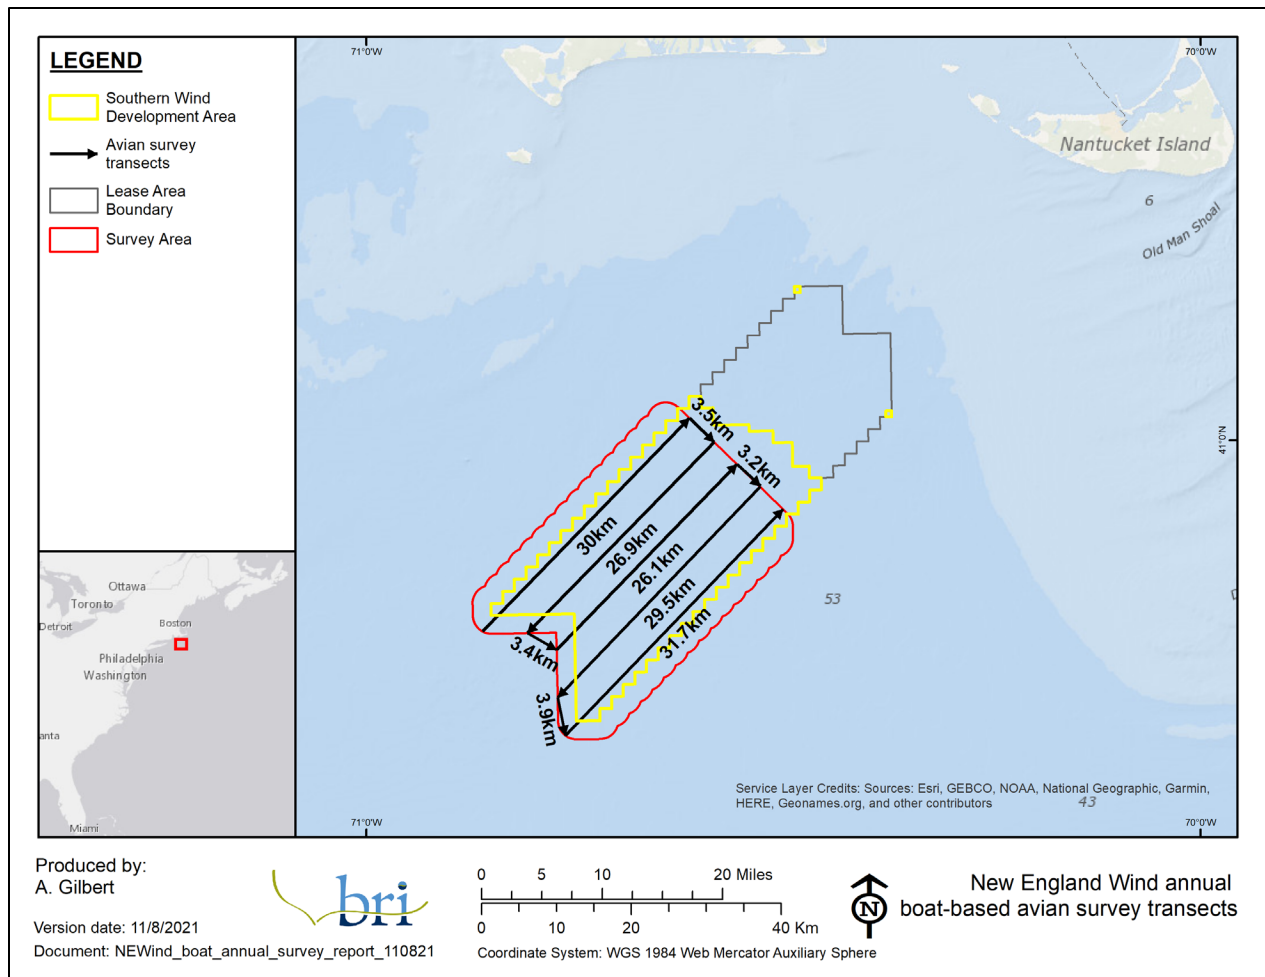 LEGEND
Southern Wind
Development Area
Avian survey
transects
Lease Area
Boundary
Survey Area
71°0'W
70°0'W
Nantucket Island
6
Old Man Shoal
41°0'N
3.5km
3.2km
30km
26.9km
26.1km
29.5km
31.7km
3.4km
3.9km
53
43
Service Layer Credits: Sources: Esri, GEBCO, NOAA, National Geographic, Garmin,
HERE, Geonames.org, and other contributors
71°0'W
70°0'W
Ottawa
Toronto
Detroit
Boston
Philadelphia
Washington
anta
Miami
Produced by:
A. Gilbert
Version date: 11/8/2021
Document: NEWind_boat_annual_survey_report_110821
bri
0 5 10 20 Miles
0 10 20 40 Km
Coordinate System: WGS 1984 Web Mercator Auxiliary Sphere
N
New England Wind annual
boat-based avian survey transects